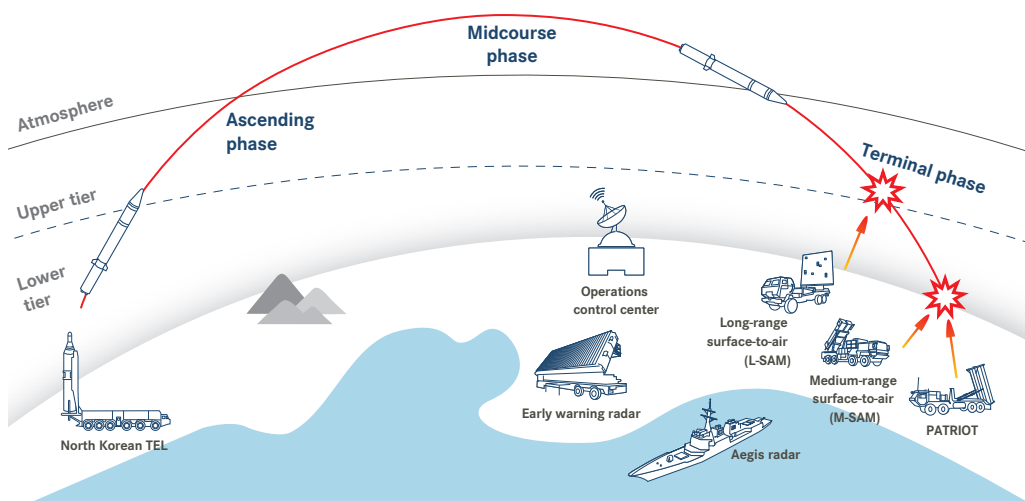 Midcourse
phase
Atmosphere
Ascending
phase
Terminal phase
Upper tier
Lower
tier
Operations
control center
Long-range
surface-to-air
(L-SAM)
Medium-range
surface-to-air
(M-SAM)
Early warning radar
PATRIOT
North Korean TEL
Aegis radar